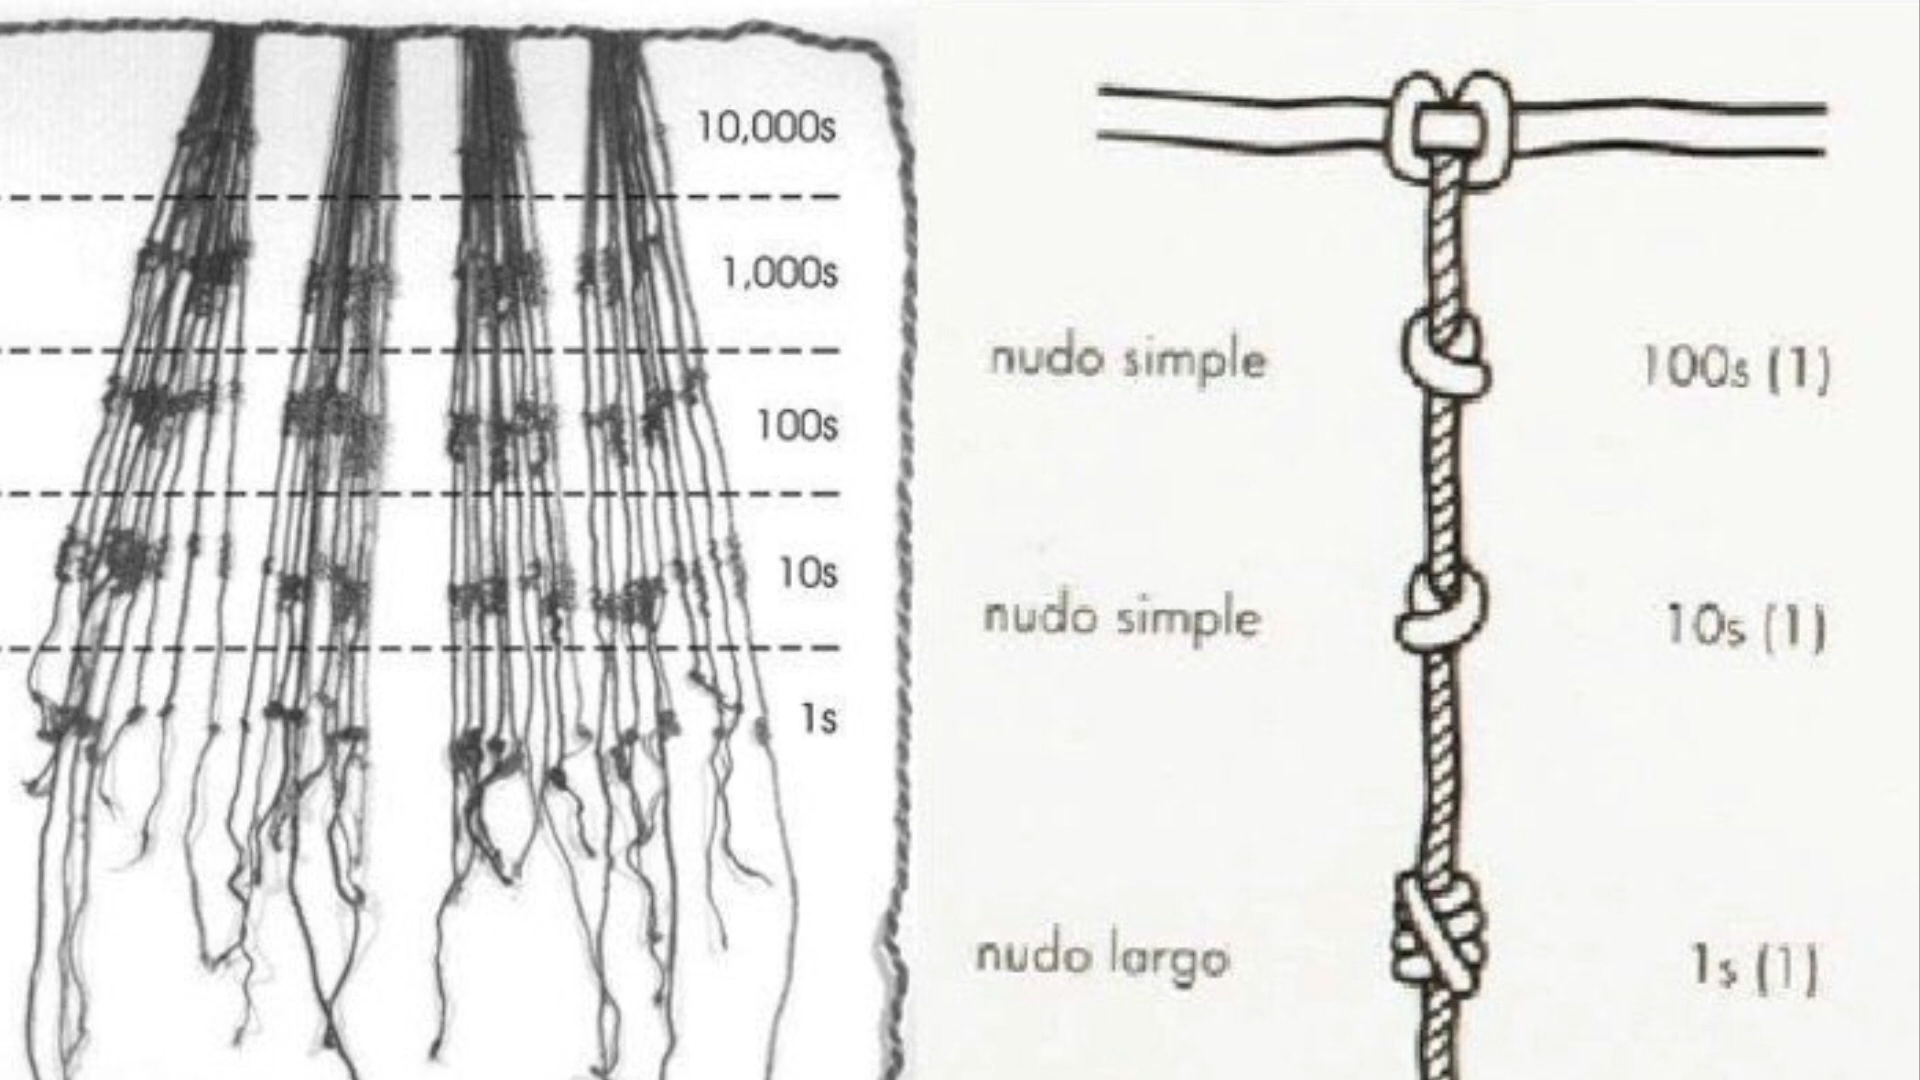 10,000s
1,000s
100s
10s
1s
nudo simple 100s (1)
nudo simple 10s (1)
nudo largo 1s (1)